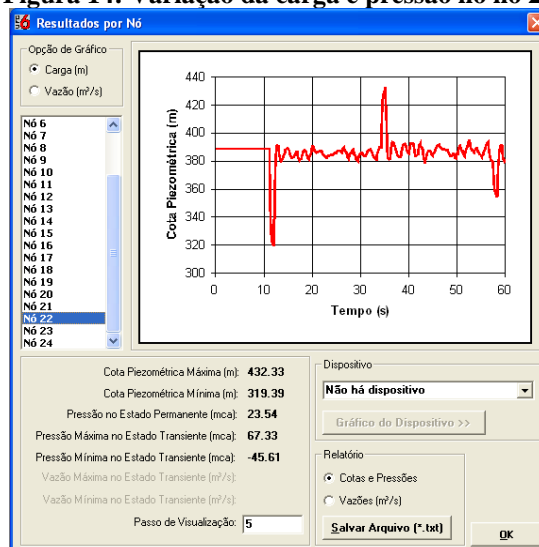 Figura 14: Variação da carga e pressão no nó 2
Resultados por Nó
Opção de Gráfico
Carga (m)
Vazão (m³/s)
Nó 6
Nó 7
Nó 8
Nó 9
Nó 10
Nó 11
Nó 12
Nó 13
Nó 14
Nó 15
Nó 16
Nó 17
Nó 18
Nó 19
Nó 20
Nó 21
Nó 22
Nó 23
Nó 24
Cota Piezométrica (m)
440
420
400
380
360
340
320
300
0 10 20 30 40 50 60
Tempo (s)
Cota Piezométrica Máxima (m): 432.33
Cota Piezométrica Mínima (m): 319.39
Pressão no Estado Permanente (mca): 23.54
Pressão Máxima no Estado Transiente (mca): 67.33
Pressão Mínima no Estado Transiente (mca): -45.61
Vazão Máxima no Estado Transiente (m³/s):
Vazão Mínima no Estado Transiente (m³/s):
Passo de Visualização: 5
Dispositivo
Não há dispositivo
Gráfico do Dispositivo >>
Relatório
Cotas e Pressões
Vazões (m³/s)
Salvar Arquivo (*.txt)
OK